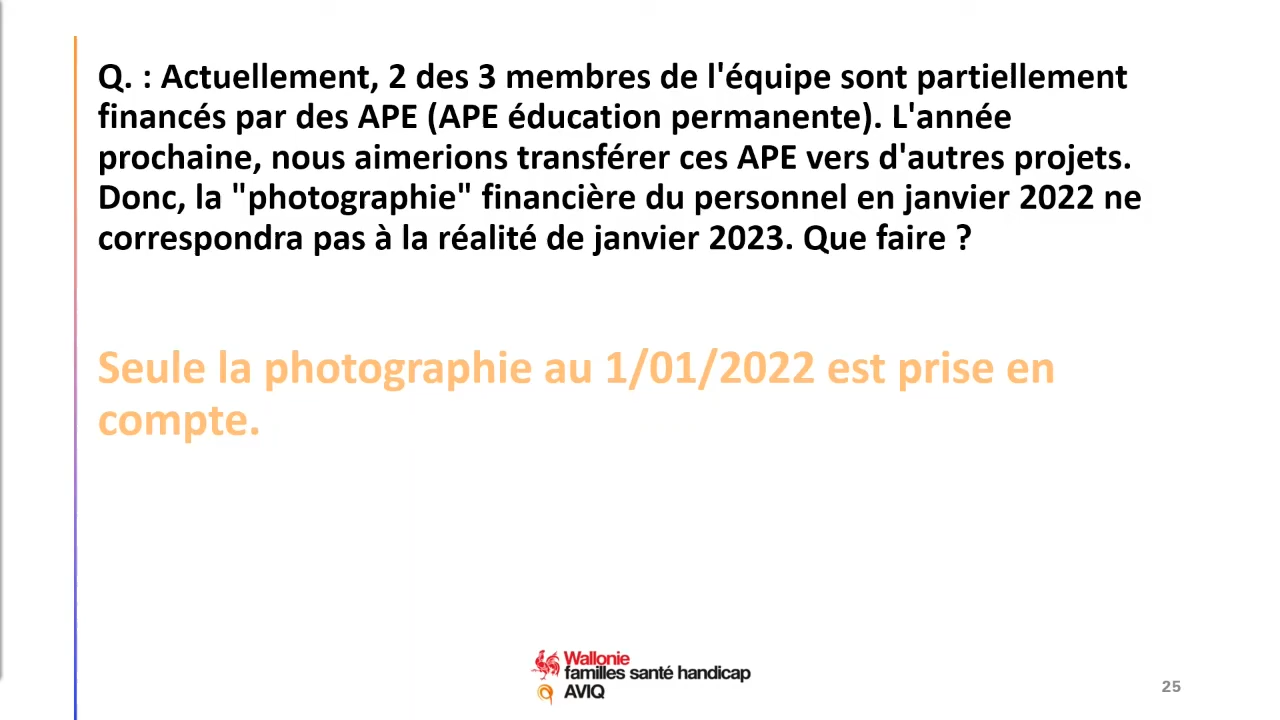 Q. : Actuellement, 2 des 3 membres de l'équipe sont partiellement
financés par des APE (APE éducation permanente). L'année
prochaine, nous aimerions transférer ces APE vers d'autres projets.
Donc, la "photographie" financière du personnel en janvier 2022 ne
correspondra pas à la réalité de janvier 2023. Que faire ?
Seule la photographie au 1/01/2022 est prise en
compte.
Wallonie
familles santé handicap
AVIQ
25